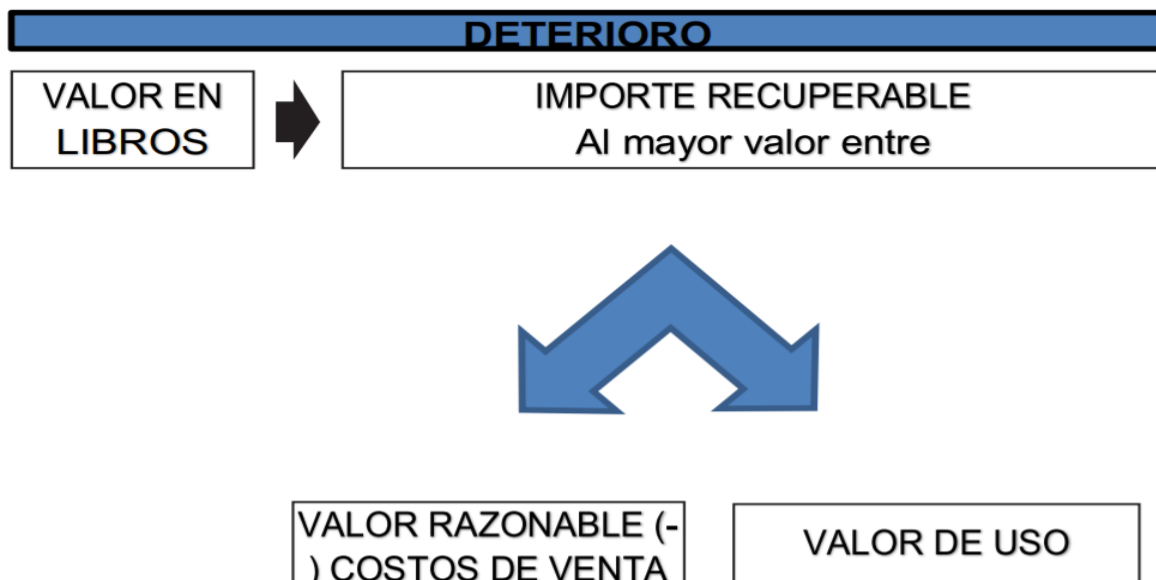 DETERIORO
VALOR EN
LIBROS
IMPORTE RECUPERABLE
Al mayor valor entre
VALOR RAZONABLE (-
) COSTOS DE VENTA
VALOR DE USO